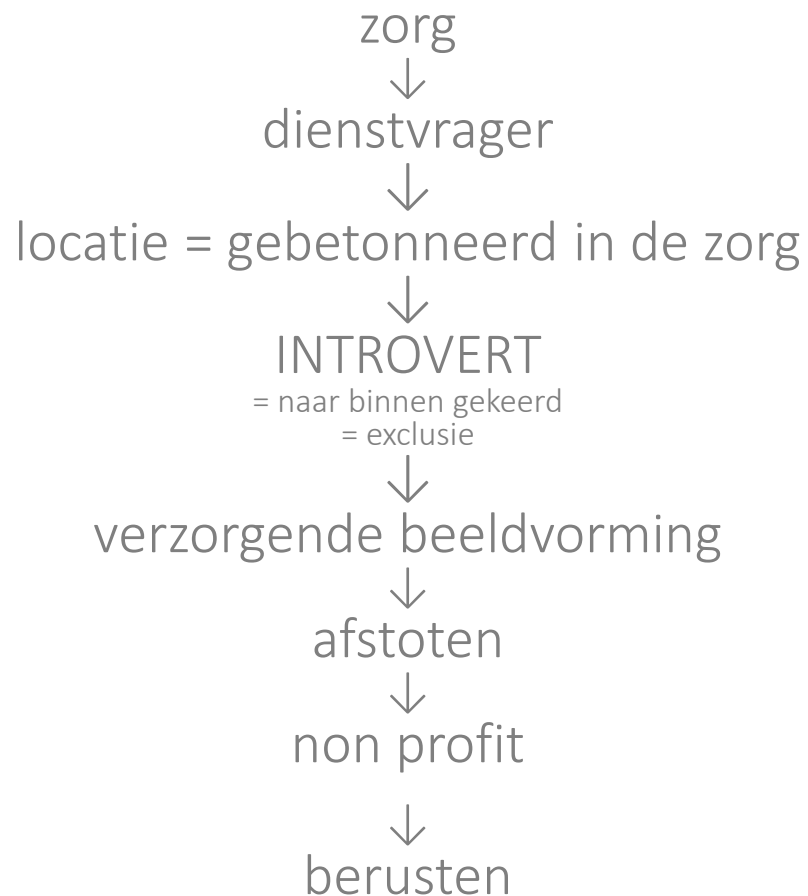 zorg
↓
dienstvrager
↓
locatie = gebetonneerd in de zorg
↓
INTROVERT
= naar binnen gekeerd
= exclusie
↓
verzorgende beeldvorming
↓
afstoten
↓
non profit
↓
berusten